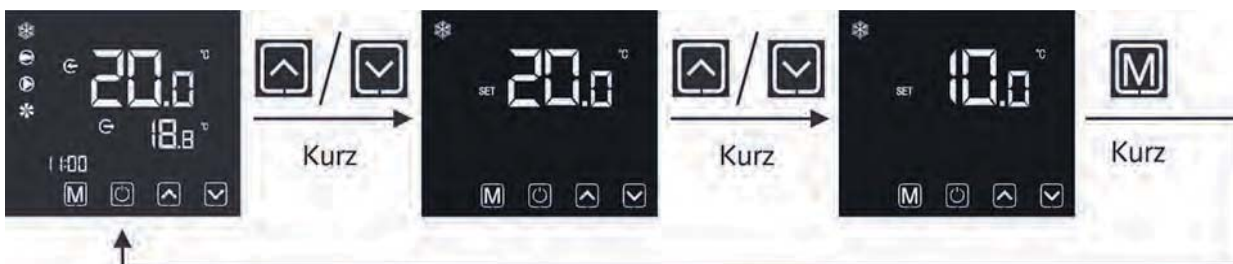 20.0 °C
18.8 °C
11:00
M
Kurz
SET 20.0 °C
M
Kurz
SET 10.0 °C
M
M
Kurz